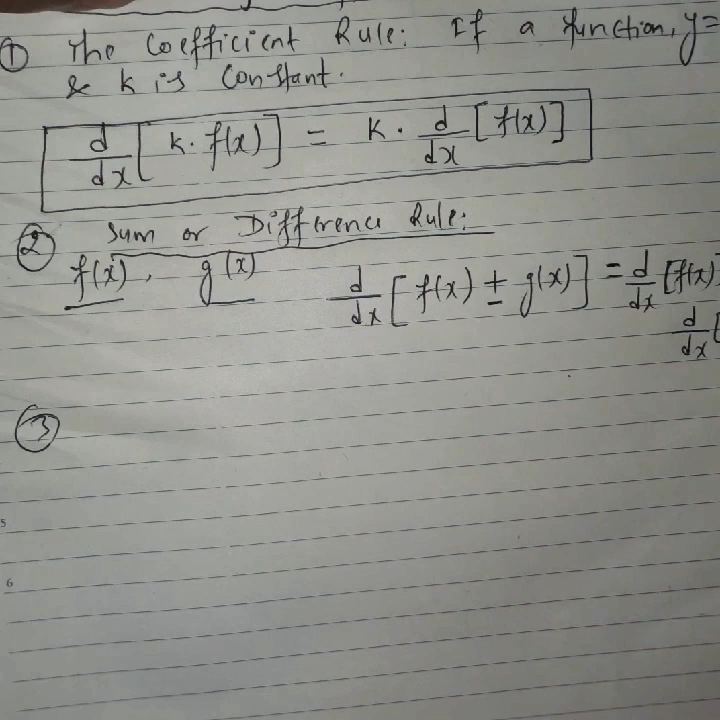 ① The Coefficient Rule: If a function, y=
& k is constant.
d/dx [k. f(x)] = k. d/dx [f(x)]
② Sum or Difference Rule:
f(x), g(x) d/dx [f(x) ± g(x)] = d/dx [f(x)]
d/dx [
③
5
6